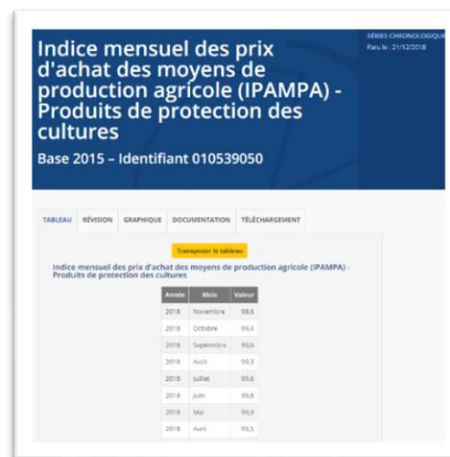 SÉRIES CHRONOLOGIQUE
Paru le : 21/12/2018
Indice mensuel des prix
d'achat des moyens de
production agricole (IPAMPA) -
Produits de protection des
cultures
Base 2015 – Identifiant 010539050
TABLEAU RÉVISION GRAPHIQUE DOCUMENTATION TÉLÉCHARGEMENT
Transposer le tableau
Indice mensuel des prix d'achat des moyens de production agricole (IPAMPA) -
Produits de protection des cultures
Année Mois Valeur
2018 Novembre 98,6
2018 Octobre 99,4
2018 Septembre 99,6
2018 Août 99,3
2018 Juillet 99,6
2018 Juin 99,8
2018 Mai 99,9
2018 Avril 99,5